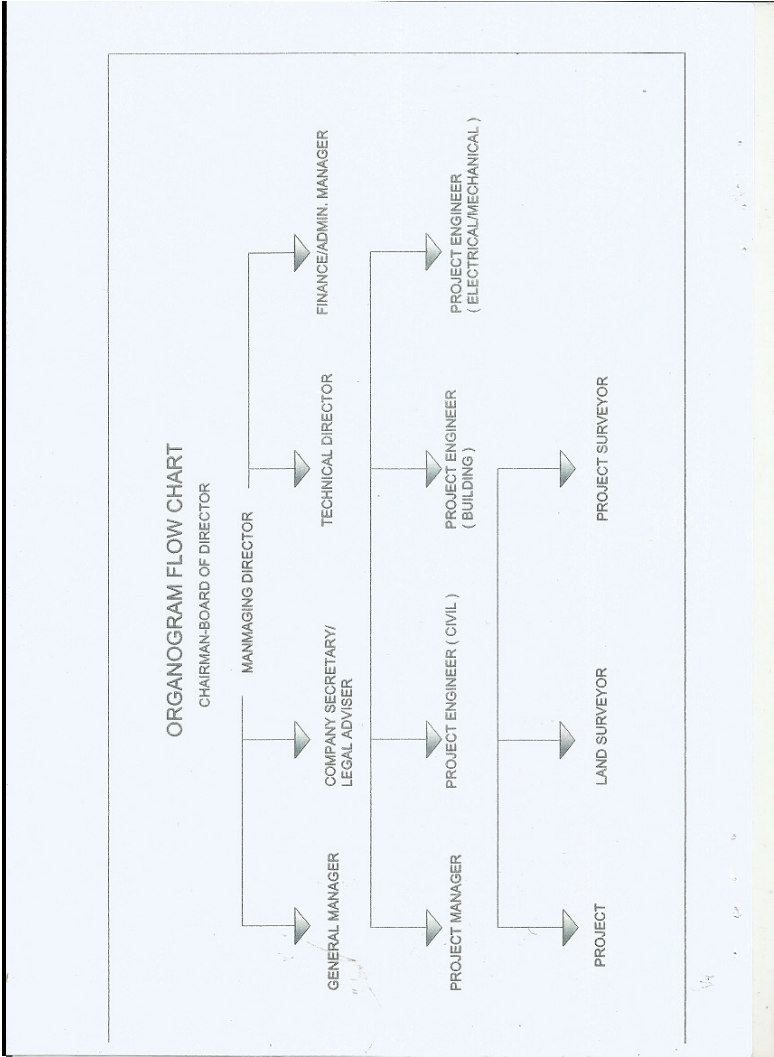 ORGANOGRAM FLOW CHART
CHAIRMAN-BOARD OF DIRECTOR
MANMAGING DIRECTOR
GENERAL MANAGER
COMPANY SECRETARY/
LEGAL ADVISER
TECHNICAL DIRECTOR
FINANCE/ADMIN. MANAGER
PROJECT MANAGER
PROJECT ENGINEER ( CIVIL )
PROJECT ENGINEER
( BUILDING )
PROJECT ENGINEER
( ELECTRICAL/MECHANICAL )
PROJECT
LAND SURVEYOR
PROJECT SURVEYOR